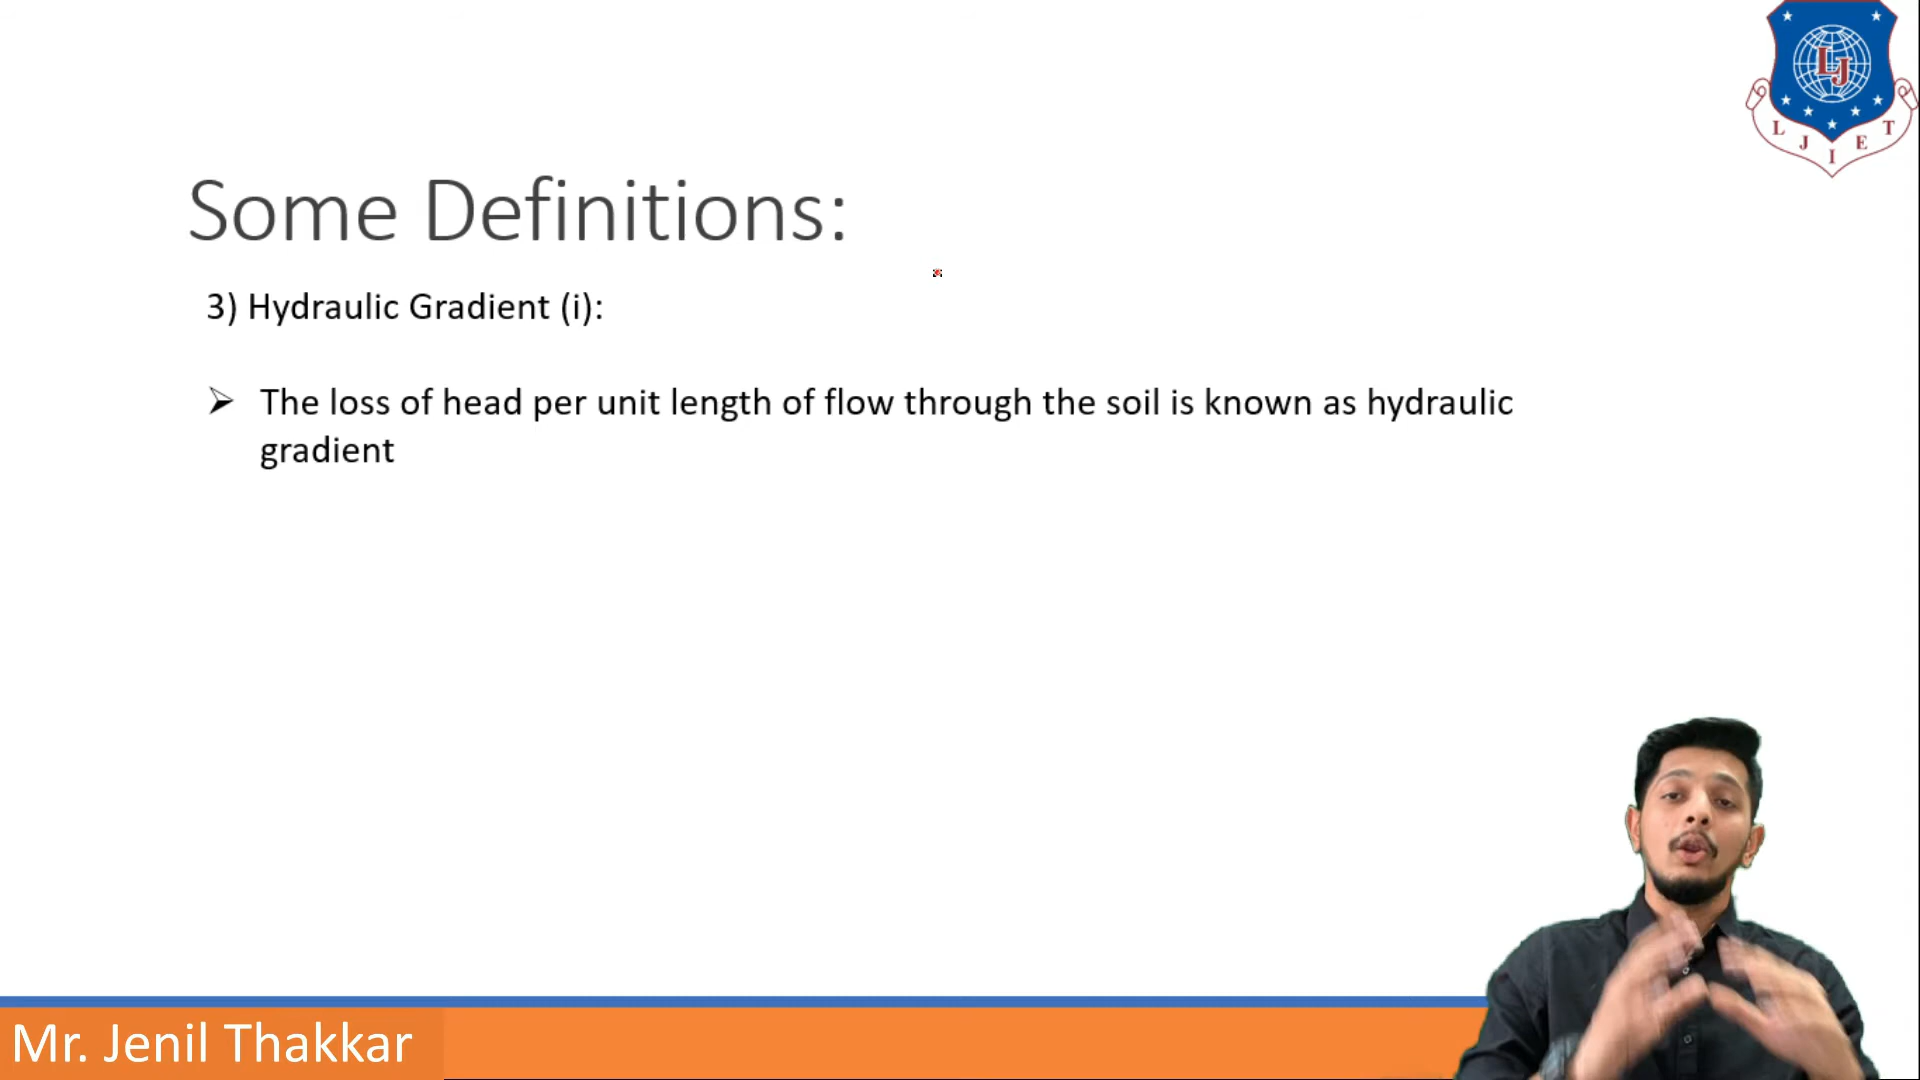 L J I E T
LJ
Some Definitions:
3) Hydraulic Gradient (i):
➢ The loss of head per unit length of flow through the soil is known as hydraulic
gradient
Mr. Jenil Thakkar